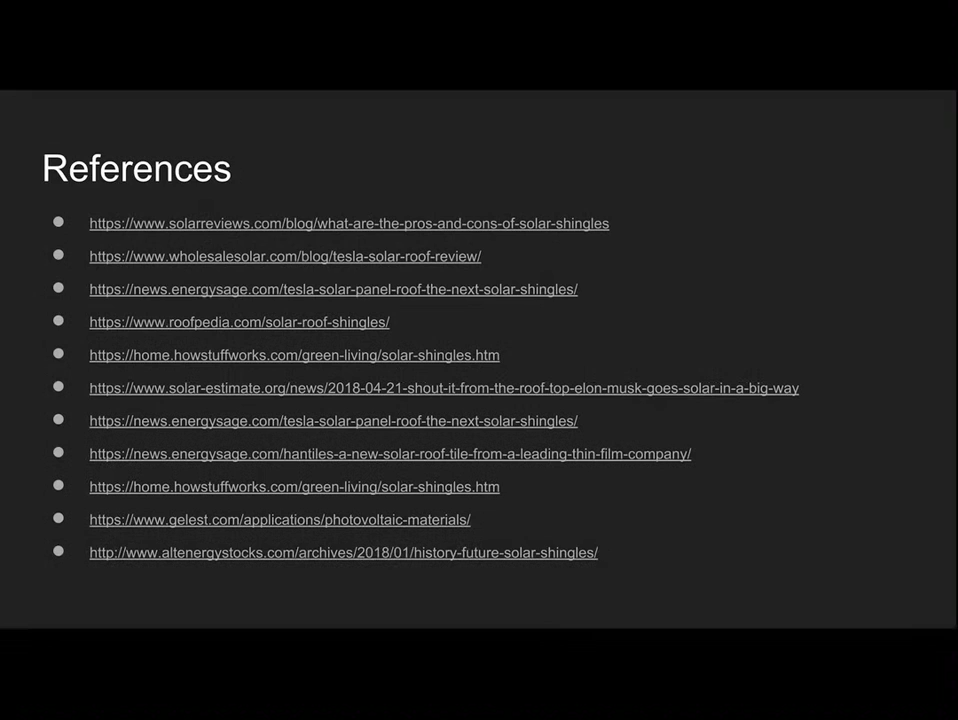 References
https://www.solarreviews.com/blog/what-are-the-pros-and-cons-of-solar-shingles
https://www.wholesalesolar.com/blog/tesla-solar-roof-review/
https://news.energysage.com/tesla-solar-panel-roof-the-next-solar-shingles/
https://www.roofpedia.com/solar-roof-shingles/
https://home.howstuffworks.com/green-living/solar-shingles.htm
https://www.solar-estimate.org/news/2018-04-21-shout-it-from-the-roof-top-elon-musk-goes-solar-in-a-big-way
https://news.energysage.com/tesla-solar-panel-roof-the-next-solar-shingles/
https://news.energysage.com/hantiles-a-new-solar-roof-tile-from-a-leading-thin-film-company/
https://home.howstuffworks.com/green-living/solar-shingles.htm
https://www.gelest.com/applications/photovoltaic-materials/
http://www.altenergystocks.com/archives/2018/01/history-future-solar-shingles/